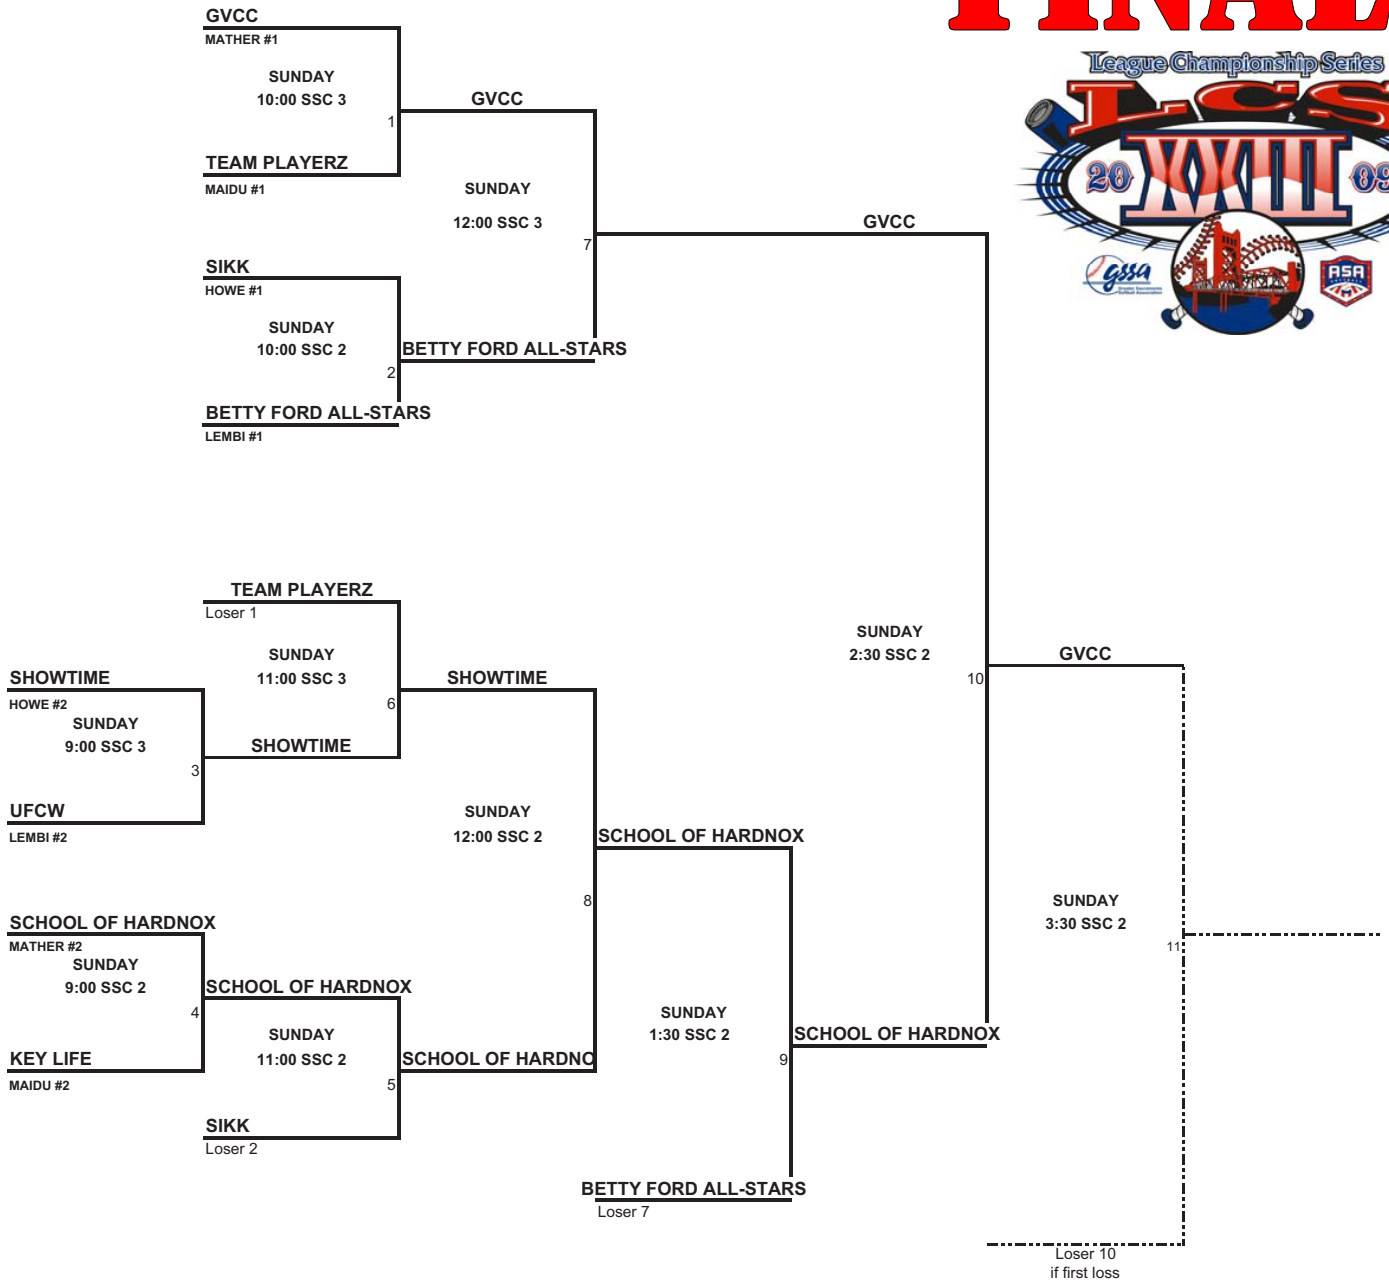 FINAL
League Championship Series
LCS
20 XXIII 09
gssa
ASA
GVCC
MATHER #1
SUNDAY
10:00 SSC 3
1
TEAM PLAYERZ
MAIDU #1
GVCC
SUNDAY
12:00 SSC 3
7
SIKK
HOWE #1
SUNDAY
10:00 SSC 2
2
BETTY FORD ALL-STARS
LEMBI #1
BETTY FORD ALL-STARS
GVCC
TEAM PLAYERZ
Loser 1
SUNDAY
11:00 SSC 3
6
SHOWTIME
HOWE #2
SUNDAY
9:00 SSC 3
3
UFCW
LEMBI #2
SHOWTIME
SHOWTIME
SUNDAY
12:00 SSC 2
8
SCHOOL OF HARDNOX
MATHER #2
SUNDAY
9:00 SSC 2
4
KEY LIFE
MAIDU #2
SCHOOL OF HARDNOX
SUNDAY
11:00 SSC 2
5
SIKK
Loser 2
SCHOOL OF HARDNO
SCHOOL OF HARDNOX
SUNDAY
1:30 SSC 2
9
BETTY FORD ALL-STARS
Loser 7
SCHOOL OF HARDNOX
SUNDAY
2:30 SSC 2
10
GVCC
SUNDAY
3:30 SSC 2
11
Loser 10
if first loss